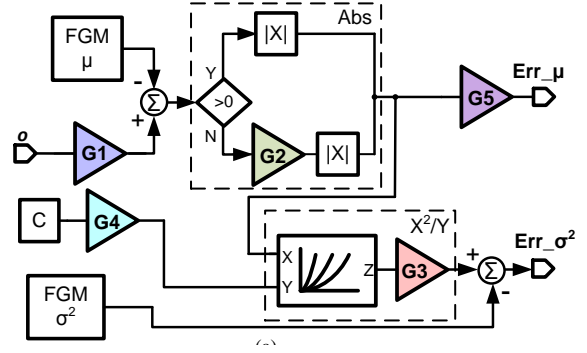 Abs
FGM
μ
-
Y
|X|
>0
Σ
+
N
G2
|X|
o
G1
G5
Err_μ
C
G4
X²/Y
X
Y
Z
G3
+
Σ
-
Err_σ²
FGM
σ²